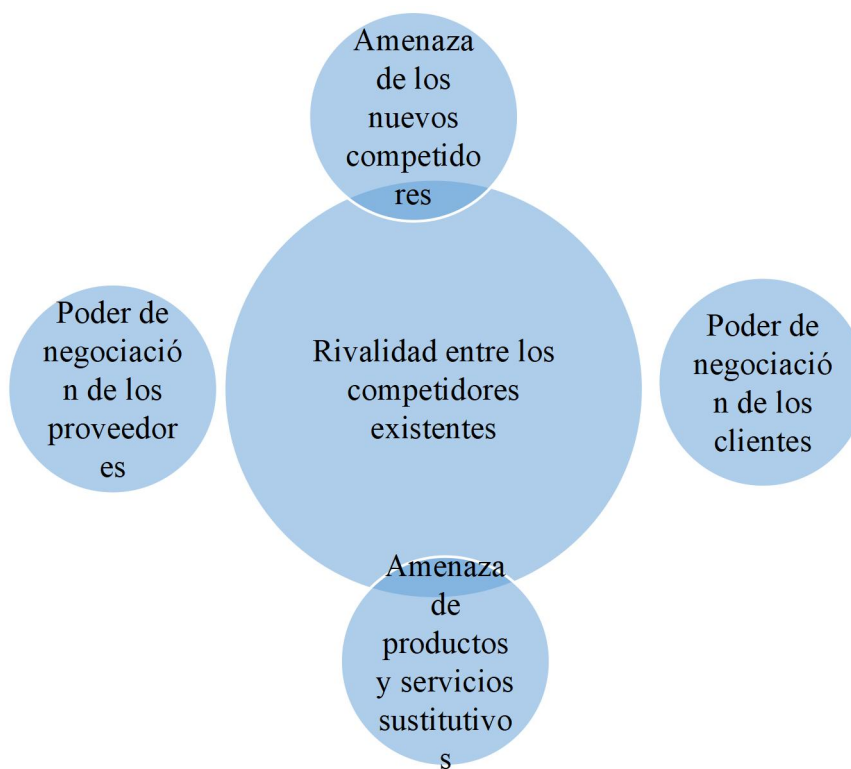 Amenaza
de los
nuevos
competido
res
Poder de
negociació
n de los
proveedor
es
Rivalidad entre los
competidores
existentes
Poder de
negociació
n de los
clientes
Amenaza
de
productos
y servicios
sustitutivo
s